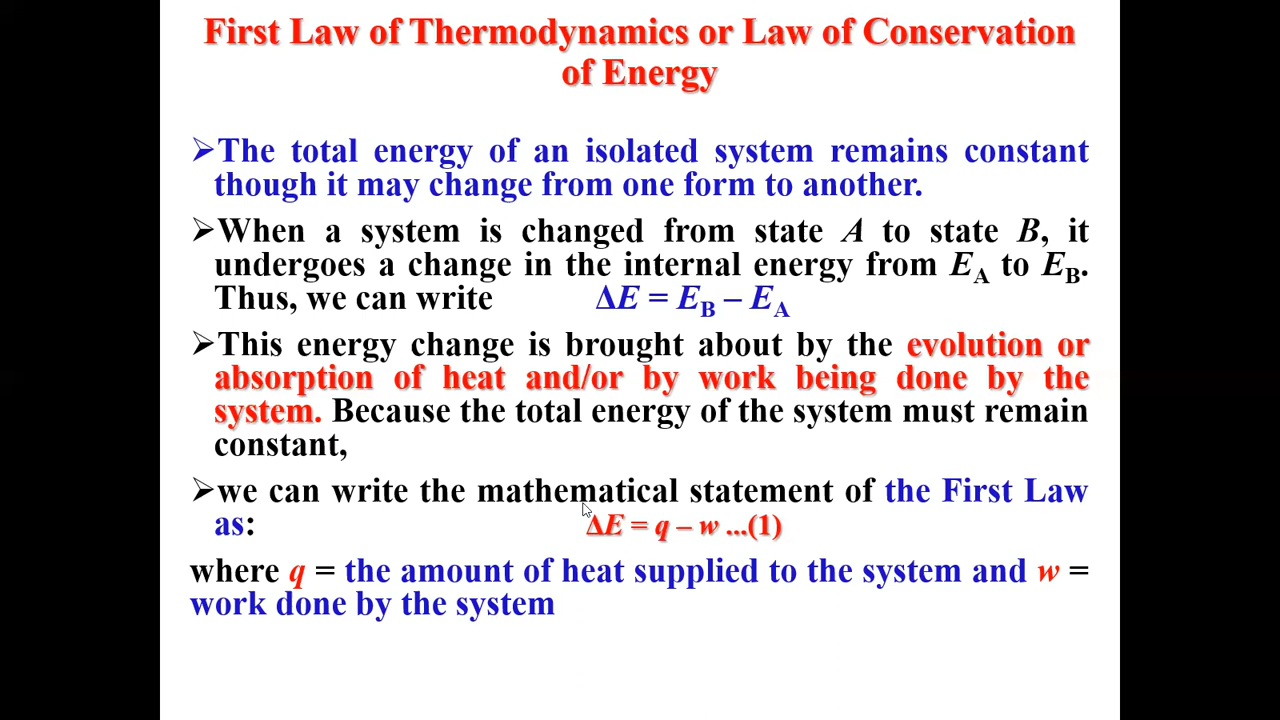 First Law of Thermodynamics or Law of Conservation
of Energy
➢The total energy of an isolated system remains constant
though it may change from one form to another.
➢When a system is changed from state A to state B, it
undergoes a change in the internal energy from E_A to E_B.
Thus, we can write ΔE = E_B – E_A
➢This energy change is brought about by the evolution or
absorption of heat and/or by work being done by the
system. Because the total energy of the system must remain
constant,
➢we can write the mathematical statement of the First Law
as: ΔE = q – w ...(1)
where q = the amount of heat supplied to the system and w =
work done by the system